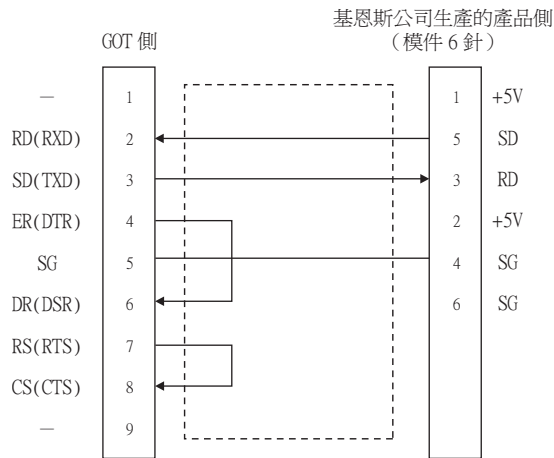 基恩斯公司生產的產品側
GOT 側 （模件 6 針）
— 1 1 +5V
RD(RXD) 2 5 SD
SD(TXD) 3 3 RD
ER(DTR) 4 2 +5V
SG 5 4 SG
DR(DSR) 6 6 SG
RS(RTS) 7
CS(CTS) 8
— 9